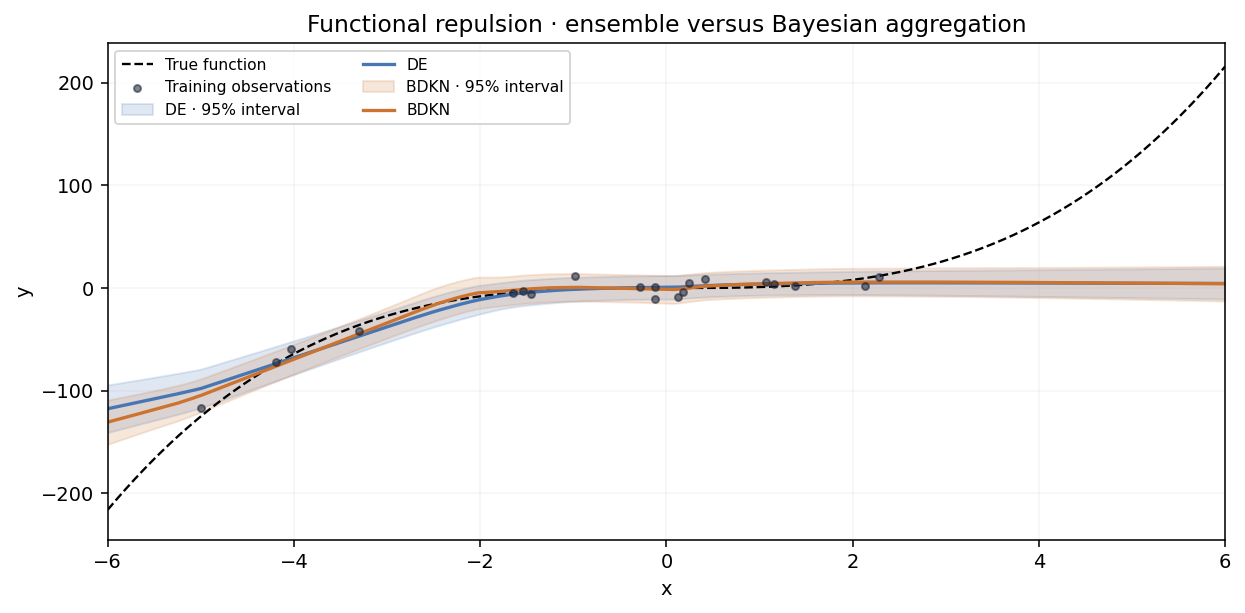 Functional repulsion · ensemble versus Bayesian aggregation
True function
Training observations
DE · 95% interval
DE
BDKN · 95% interval
BDKN
y
200
100
0
−100
−200
−6
−4
−2
0
2
4
6
x